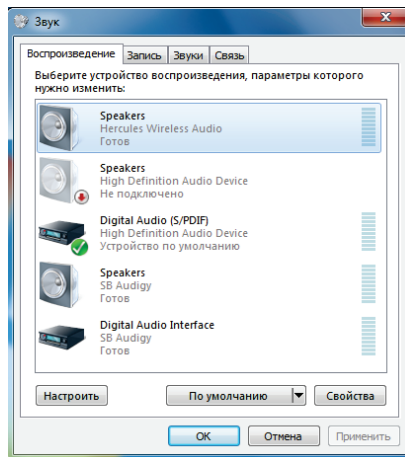 Звук
Воспроизведение Запись Звуки Связь
Выберите устройство воспроизведения, параметры которого
нужно изменить:
Speakers
Hercules Wireless Audio
Готов
Speakers
High Definition Audio Device
Не подключено
Digital Audio (S/PDIF)
High Definition Audio Device
Устройство по умолчанию
Speakers
SB Audigy
Готов
Digital Audio Interface
SB Audigy
Готов
Настроить По умолчанию Свойства
ОК Отмена Применить